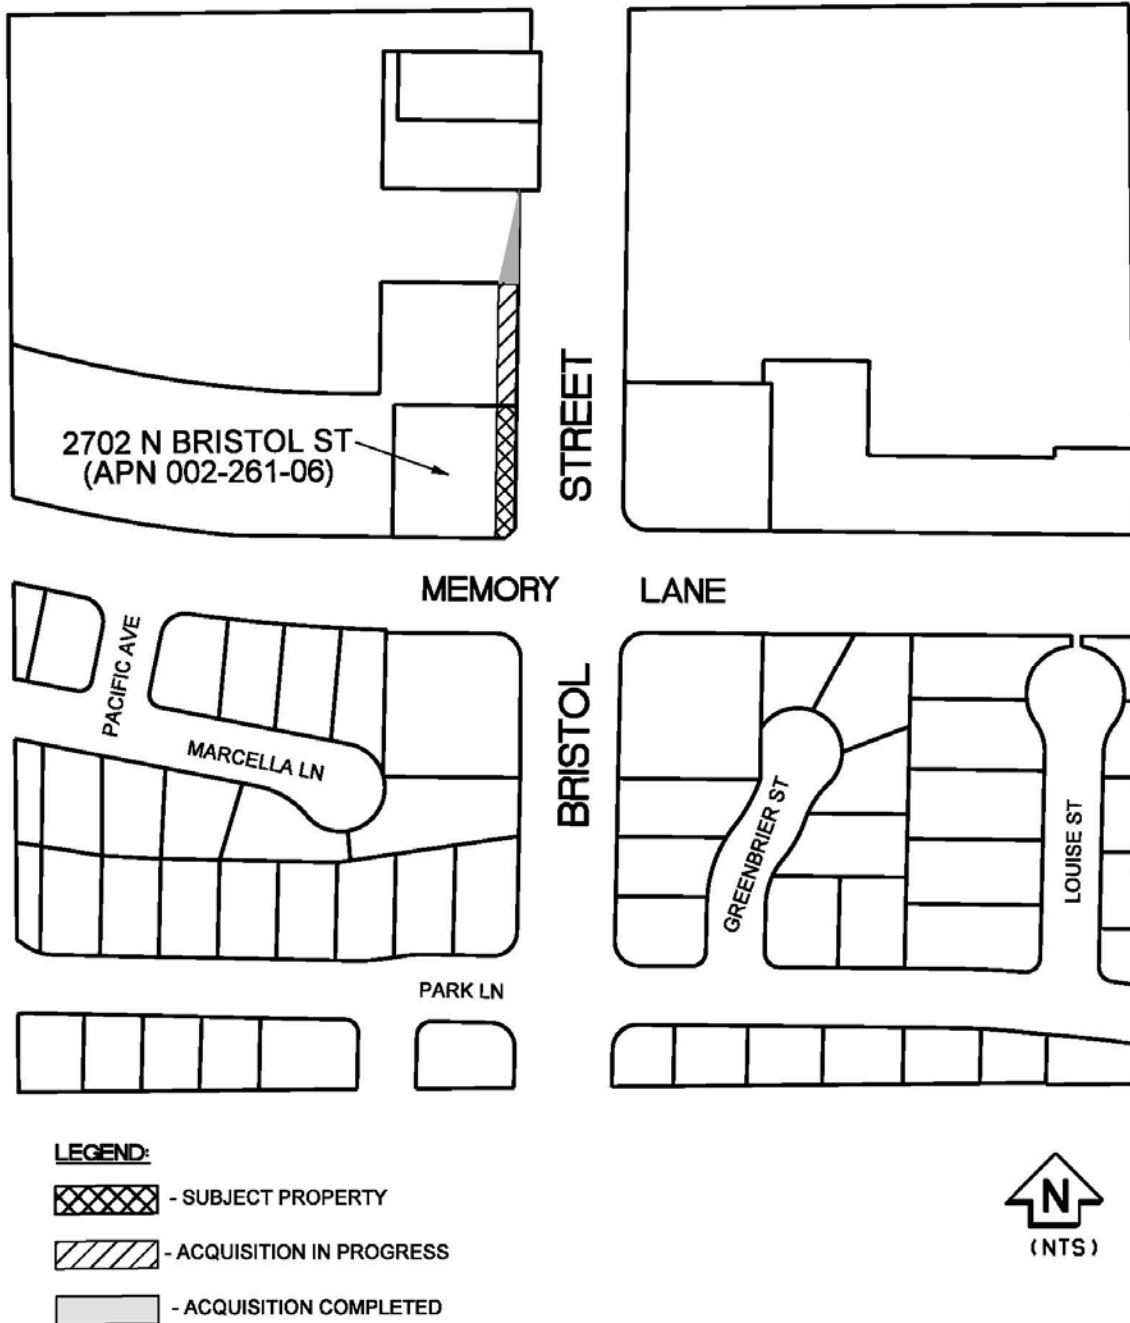 STREET
2702 N BRISTOL ST
(APN 002-261-06)
MEMORY LANE
PACIFIC AVE
BRISTOL
MARCELLA LN
GREENBRIER ST
LOUISE ST
PARK LN
LEGEND:
- SUBJECT PROPERTY
- ACQUISITION IN PROGRESS
- ACQUISITION COMPLETED
N
(NTS)